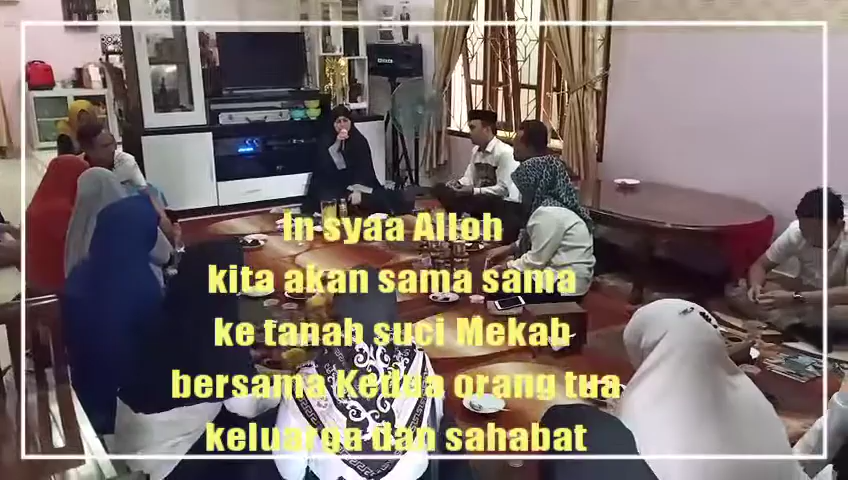 In syaa Alloh
kita akan sama sama
ke tanah suci Mekah
bersama Kedua orang tua
keluarga dan sahabat